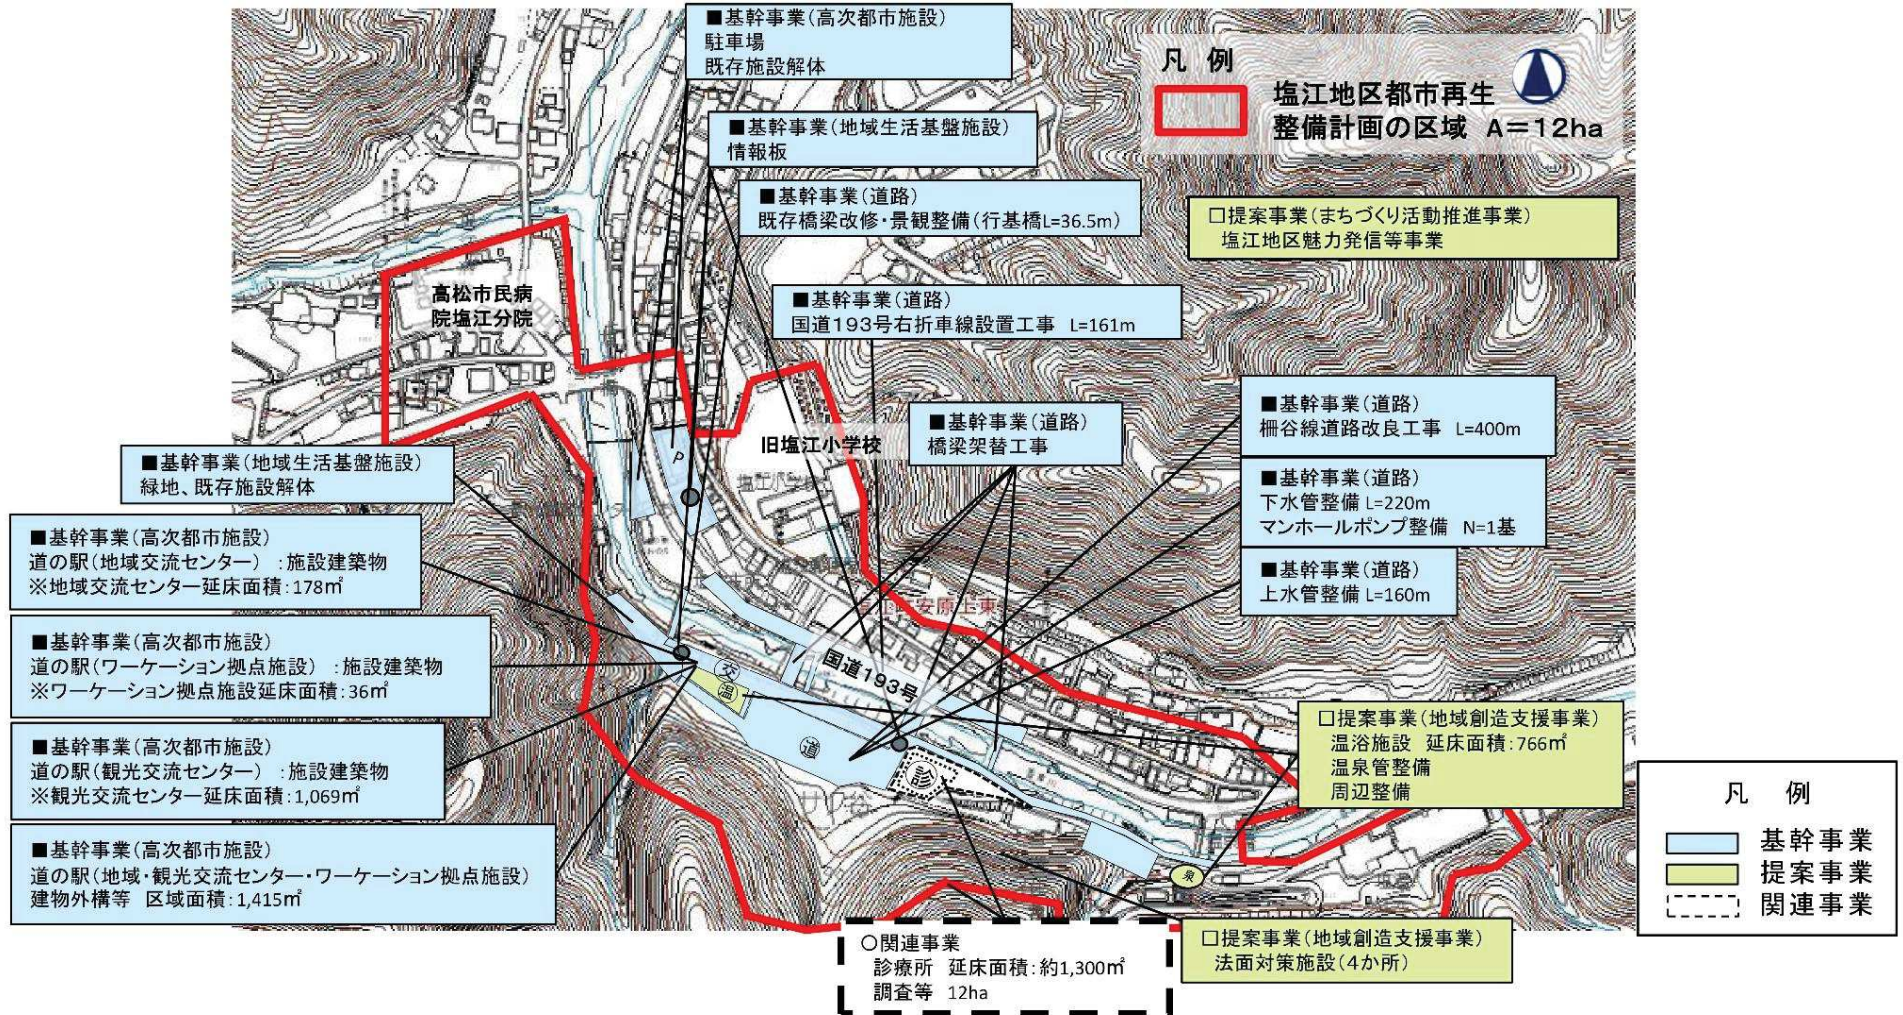 ■基幹事業(高次都市施設)
駐車場
既存施設解体
■基幹事業(地域生活基盤施設)
情報板
■基幹事業(道路)
既存橋梁改修・景観整備(行基橋L=36.5m)
■基幹事業(道路)
国道193号右折車線設置工事 L=161m
凡 例
塩江地区都市再生
整備計画の区域 A=12ha
□提案事業(まちづくり活動推進事業)
塩江地区魅力発信等事業
高松市民病
院塩江分院
旧塩江小学校
■基幹事業(道路)
橋梁架替工事
■基幹事業(道路)
柵谷線道路改良工事 L=400m
■基幹事業(道路)
下水管整備 L=220m
マンホールポンプ整備 N=1基
■基幹事業(道路)
上水管整備 L=160m
■基幹事業(地域生活基盤施設)
緑地、既存施設解体
■基幹事業(高次都市施設)
道の駅(地域交流センター) :施設建築物
※地域交流センター延床面積:178㎡
■基幹事業(高次都市施設)
道の駅(ワーケーション拠点施設) :施設建築物
※ワーケーション拠点施設延床面積:36㎡
■基幹事業(高次都市施設)
道の駅(観光交流センター) :施設建築物
※観光交流センター延床面積:1,069㎡
■基幹事業(高次都市施設)
道の駅(地域・観光交流センター・ワーケーション拠点施設)
建物外構等 区域面積:1,415㎡
P
安原上東
国道193号
交
温
道
診
泉
サレ谷
□提案事業(地域創造支援事業)
温浴施設 延床面積:766㎡
温泉管整備
周辺整備
□提案事業(地域創造支援事業)
法面対策施設(4か所)
○関連事業
診療所 延床面積:約1,300㎡
調査等 12ha
凡 例
基幹事業
提案事業
関連事業